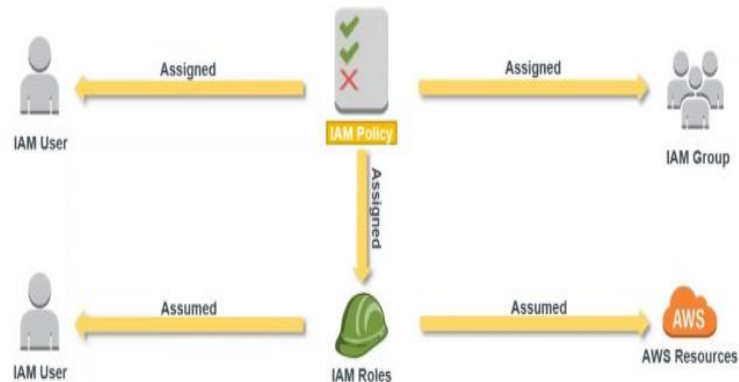 Assigned
Assigned
IAM User
IAM Policy
IAM Group
Assigned
Assumed
Assumed
AWS
IAM User
IAM Roles
AWS Resources